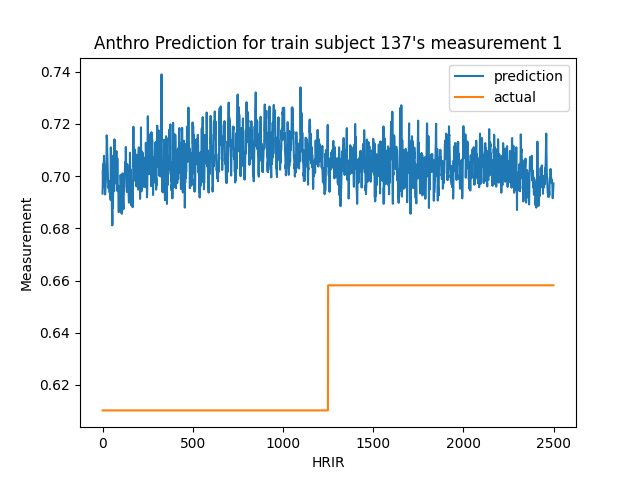 Anthro Prediction for train subject 137's measurement 1
prediction
actual
Measurement
0.74
0.72
0.70
0.68
0.66
0.64
0.62
0
500
1000
1500
2000
2500
HRIR